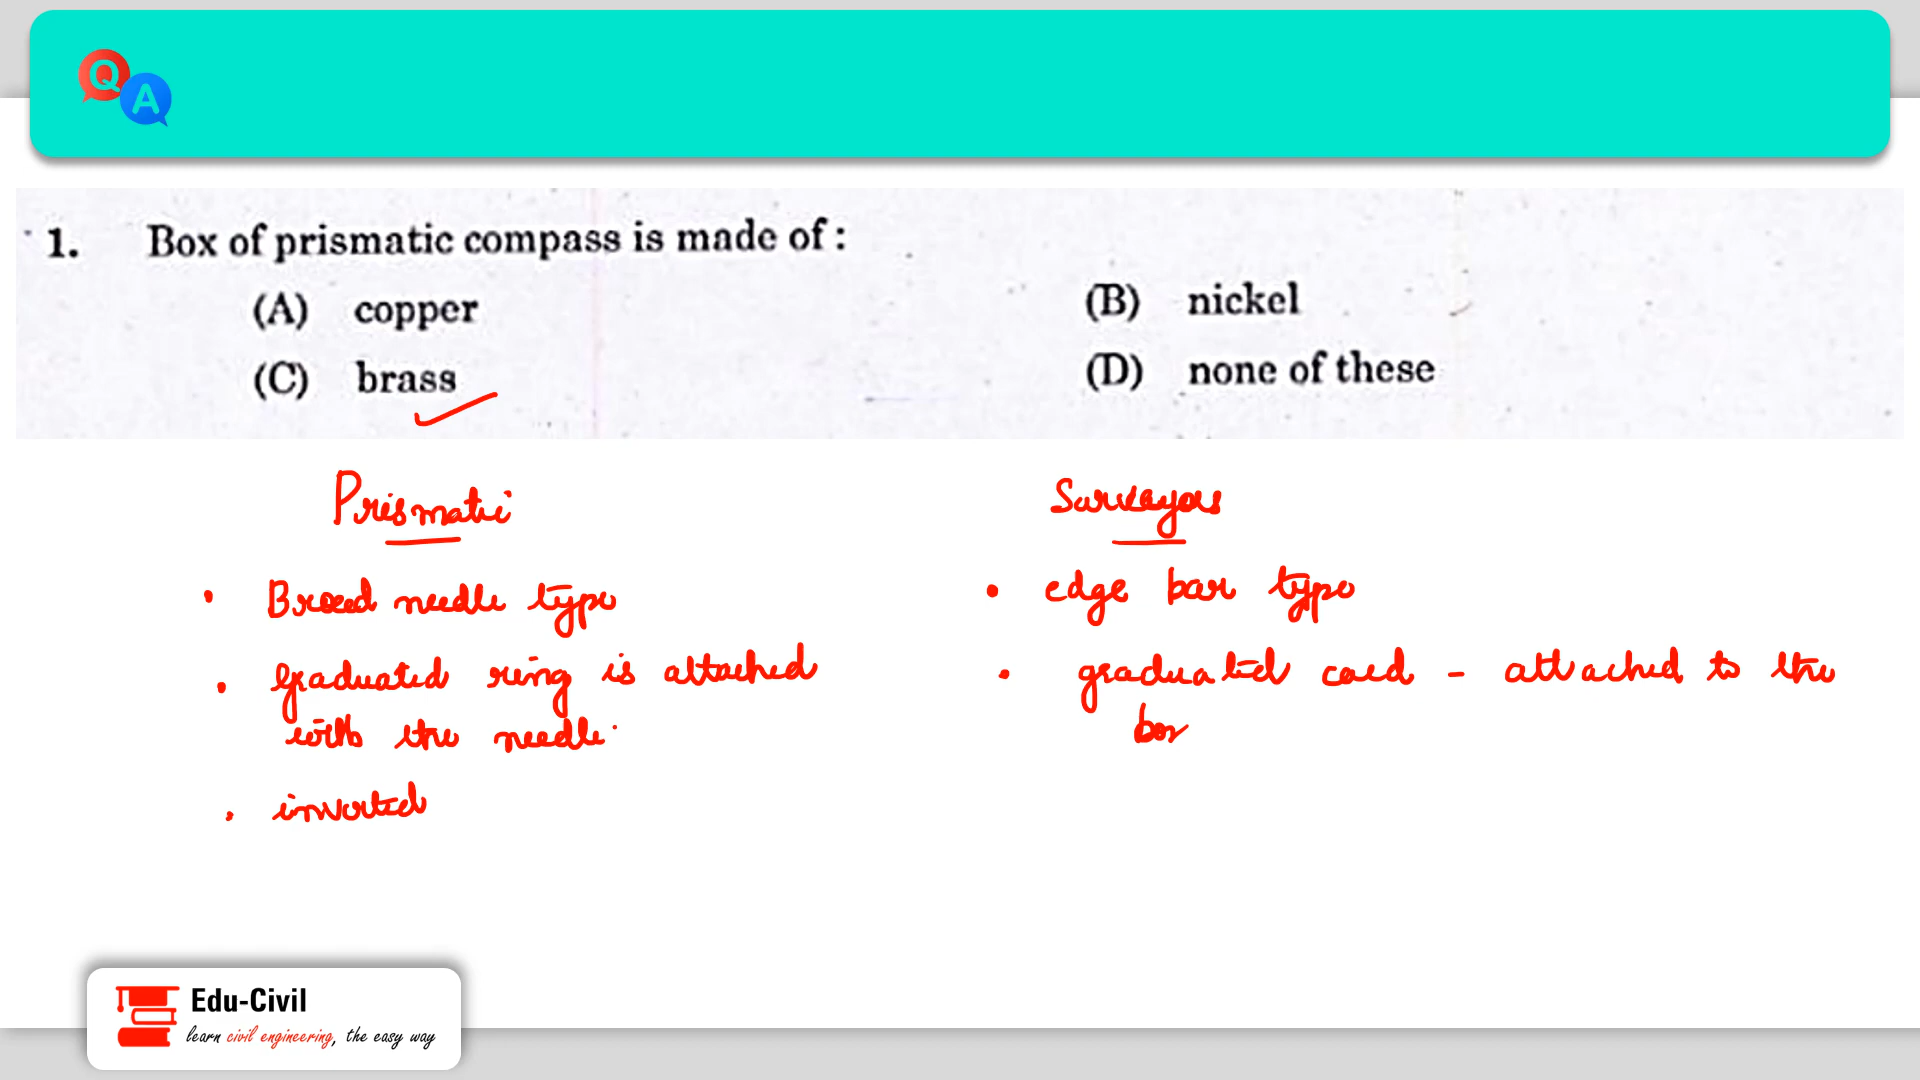 Q A
1. Box of prismatic compass is made of :
(A) copper (B) nickel
(C) brass (D) none of these
Prismatic Surveyors
• Broad needle type • edge bar type
• graduated ring is attached • graduated card - attached to the
with the needle box
• inverted
Edu-Civil
learn civil engineering, the easy way